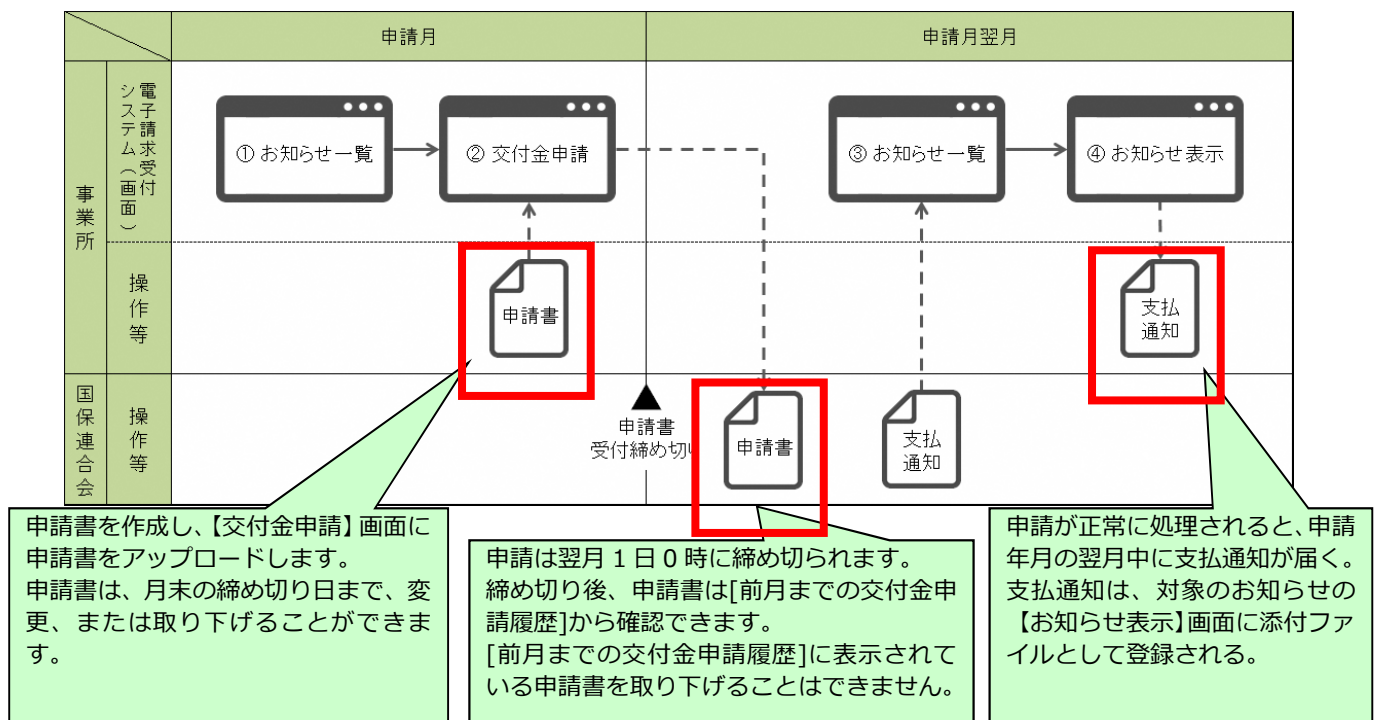 申請月
申請月翌月
事業所
電子請求受付
システム（画面）
① お知らせ一覧
② 交付金申請
③ お知らせ一覧
④ お知らせ表示
操作等
申請書
支払
通知
国保連合会
操作等
申請書
受付締め切り
申請書
支払
通知
申請書を作成し、【交付金申請】画面に
申請書をアップロードします。
申請書は、月末の締め切り日まで、変
更、または取り下げることができま
す。
申請は翌月１日０時に締め切られます。
締め切り後、申請書は[前月までの交付金申
請履歴]から確認できます。
[前月までの交付金申請履歴]に表示されて
いる申請書を取り下げることはできません。
申請が正常に処理されると、申請
年月の翌月中に支払通知が届く。
支払通知は、対象のお知らせの
【お知らせ表示】画面に添付ファ
イルとして登録される。